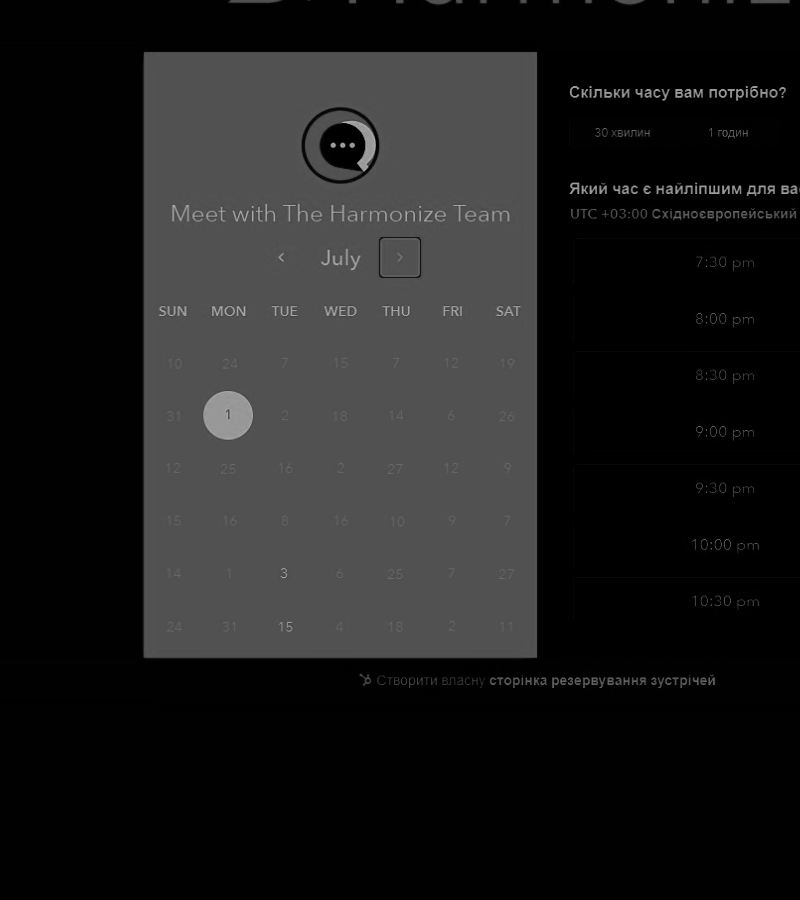 Meet with The Harmonize Team
July
SUN MON TUE WED THU FRI SAT
10 24 7 15 7 12 19
31 1 2 18 14 6 26
12 25 16 2 27 12 9
15 16 8 16 10 9 7
14 1 3 6 25 7 27
24 31 15 4 18 2 11
Скільки часу вам потрібно?
30 хвилин 1 годин
Який час є найліпшим для
UTC +03:00 Східноєвропейський
7:30 pm
8:00 pm
8:30 pm
9:00 pm
9:30 pm
10:00 pm
10:30 pm
Створити власну сторінка резервування зустрічей